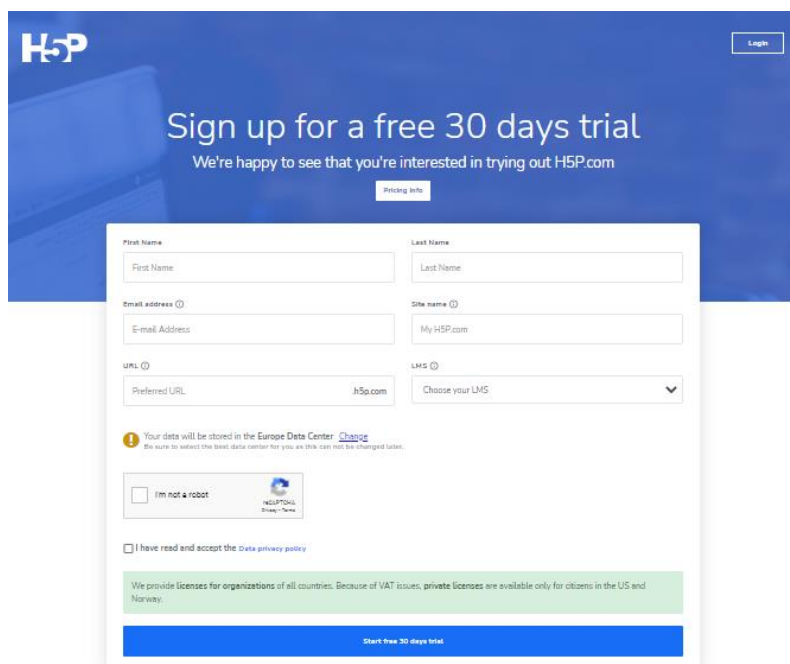 H5P
Login
Sign up for a free 30 days trial
We're happy to see that you're interested in trying out H5P.com
Pricing info
First Name
Last Name
First Name
Last Name
Email address
Site name
E-mail Address
My H5P.com
URL
LMS
Preferred URL
.h5p.com
Choose your LMS
Your data will be stored in the Europe Data Center Change
Be sure to select the best data center for you as this can not be changed later.
I'm not a robot
reCAPTCHA
Privacy - Terms
I have read and accept the Data privacy policy
We provide licenses for organizations of all countries. Because of VAT issues, private licenses are available only for citizens in the US and
Norway.
Start free 30 days trial